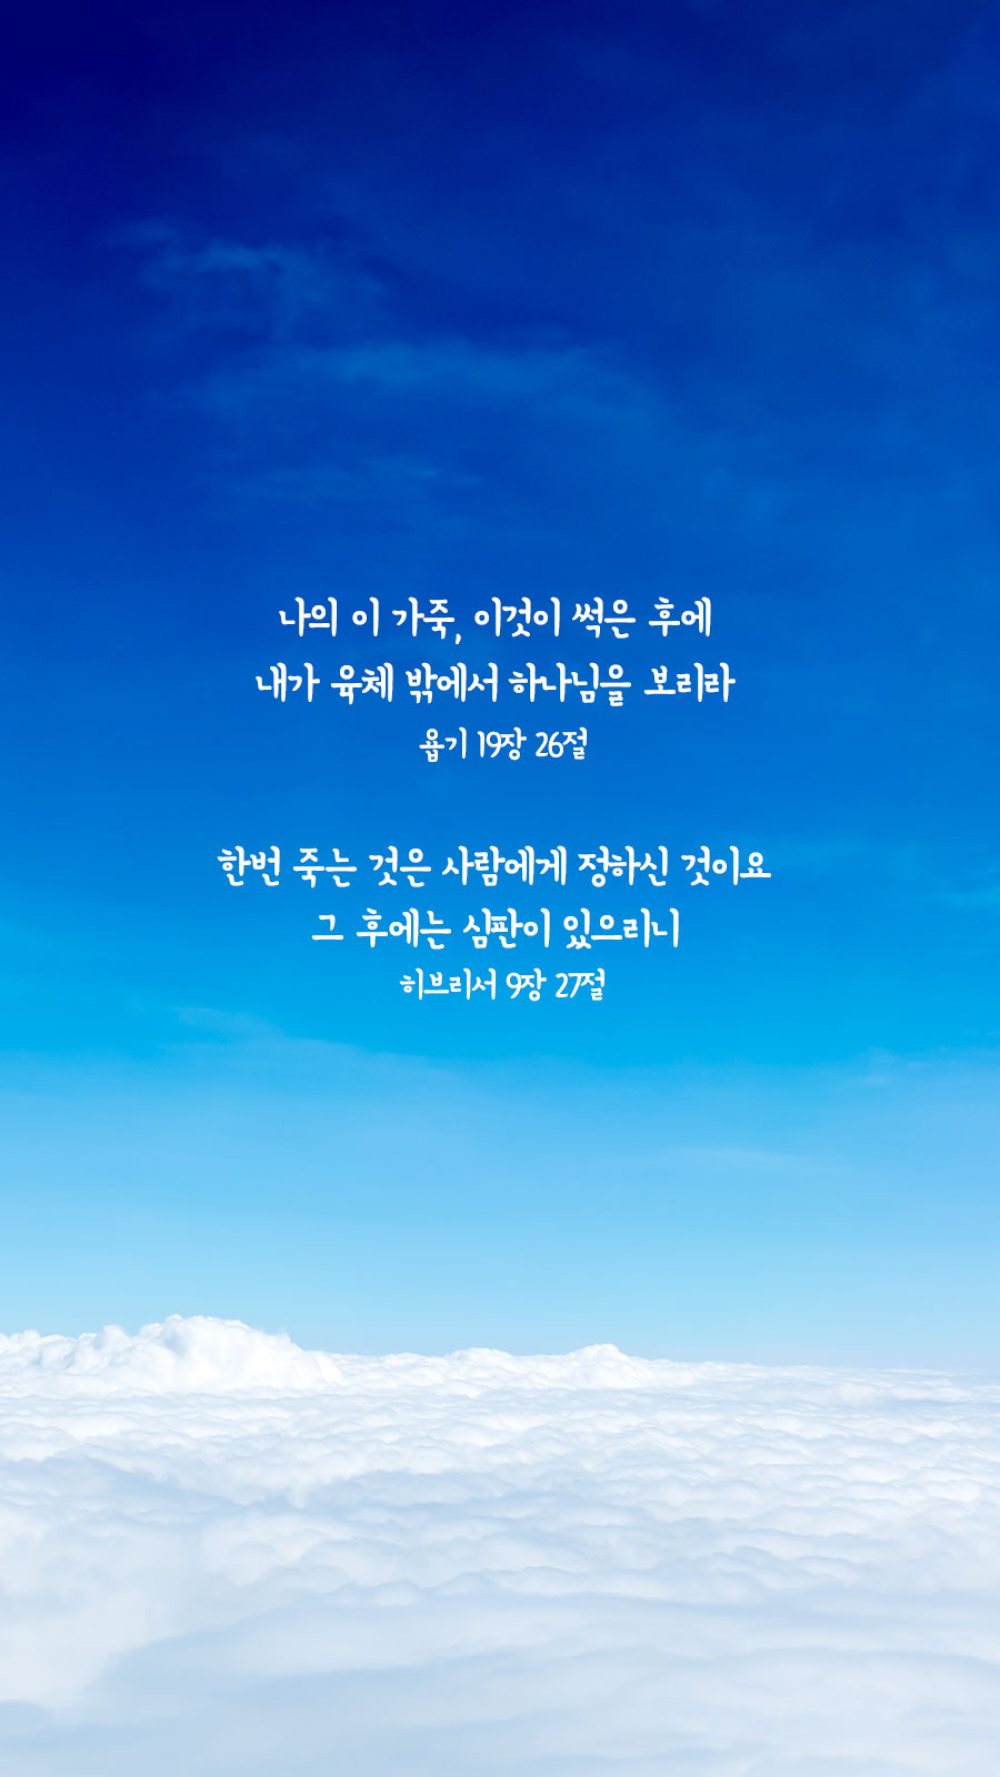 나의 이 가죽, 이것이 썩은 후에
내가 육체 밖에서 하나님을 보리라
욥기 19장 26절
한번 죽는 것은 사람에게 정하신 것이요
그 후에는 심판이 있으리니
히브리서 9장 27절